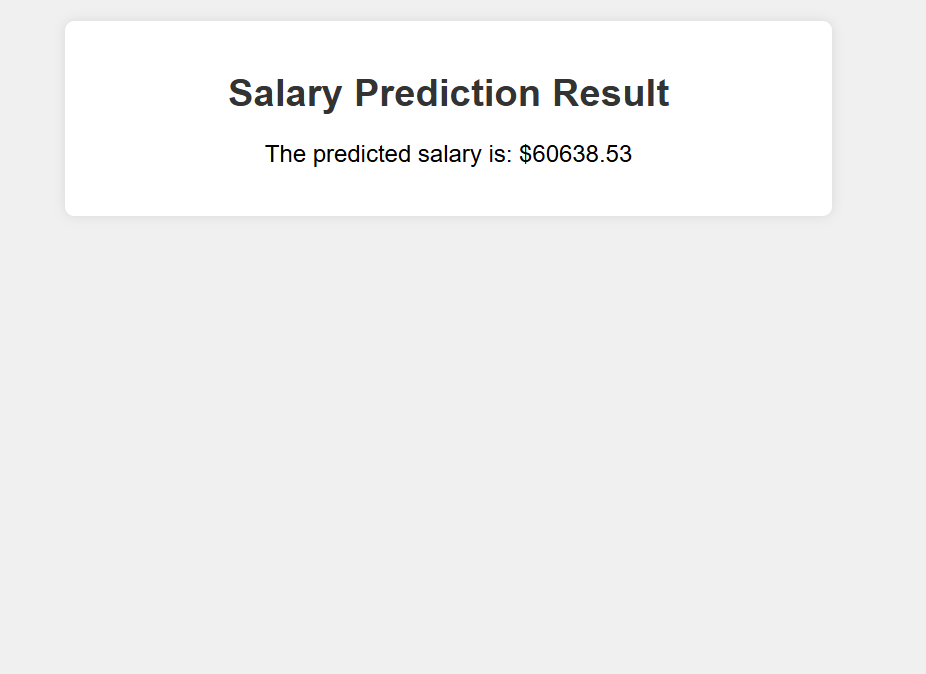 Salary Prediction Result
The predicted salary is: $60638.53